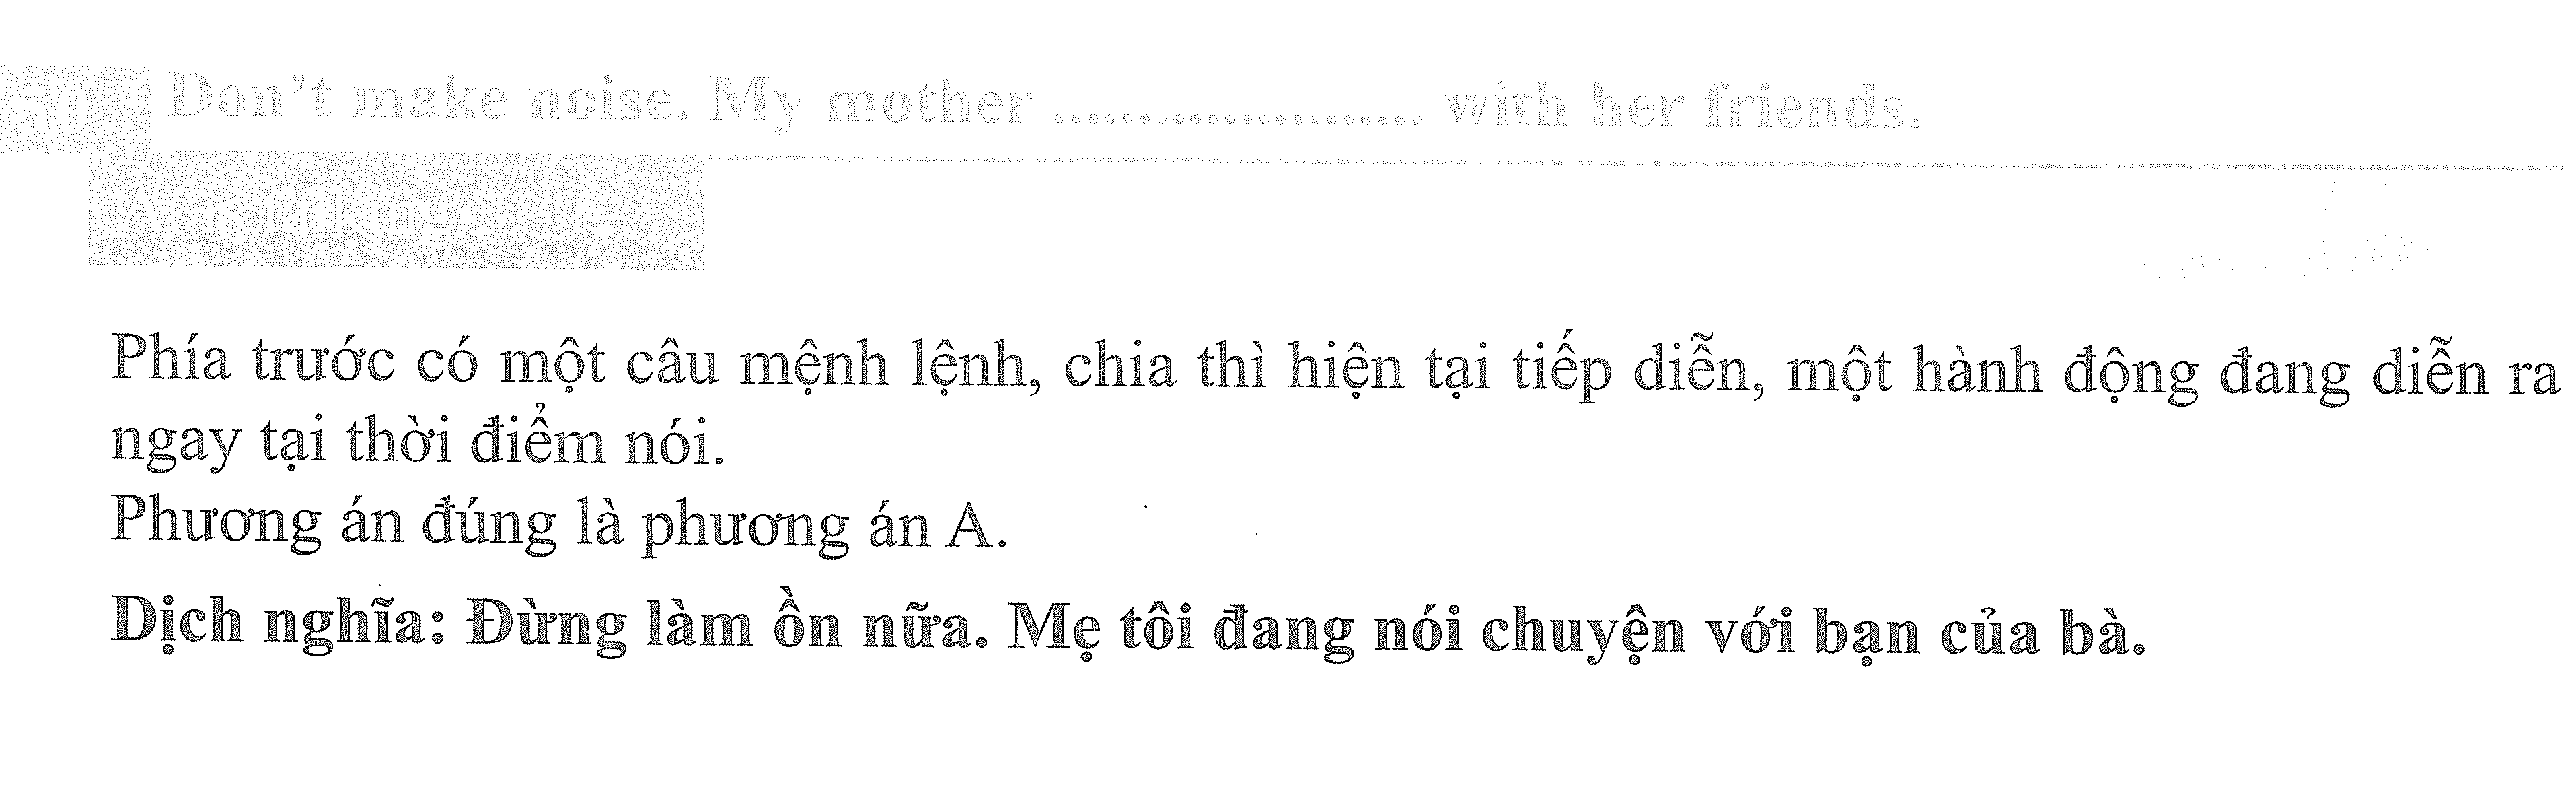 50 Don't make noise. My mother ...................... with her friends.
A. is talking
Phía trước có một câu mệnh lệnh, chia thì hiện tại tiếp diễn, một hành động đang diễn ra
ngay tại thời điểm nói.
Phương án đúng là phương án A.
Dịch nghĩa: Đừng làm ồn nữa. Mẹ tôi đang nói chuyện với bạn của bà.